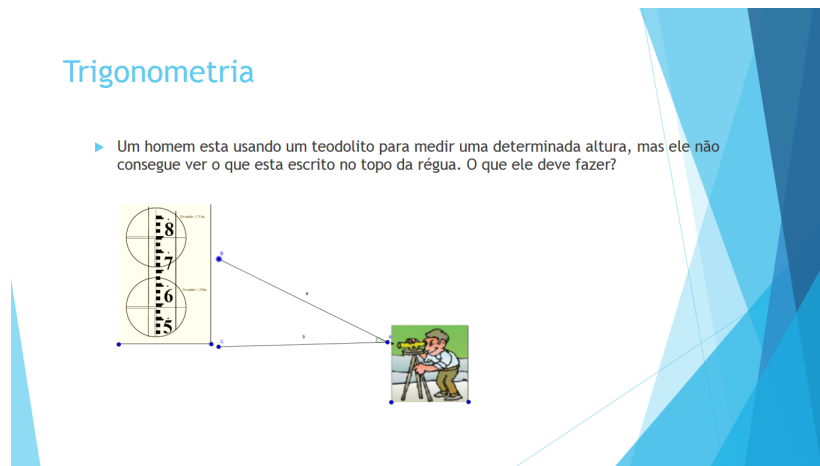 Trigonometria
Um homem esta usando um teodolito para medir uma determinada altura, mas ele não
consegue ver o que esta escrito no topo da régua. O que ele deve fazer?
8
7
6
5